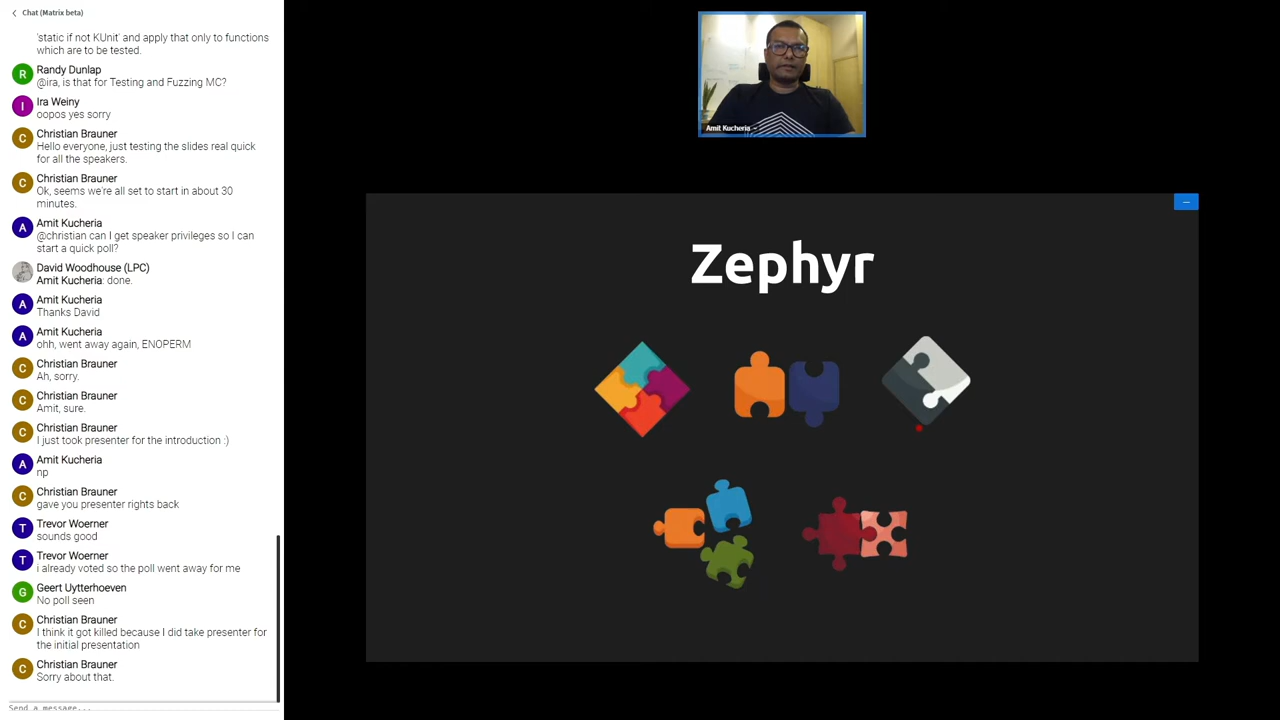 Chat (Matrix beta)
'static if not KUnit' and apply that only to functions
which are to be tested.
R
Randy Dunlap
@ira, is that for Testing and Fuzzing MC?
I
Ira Weiny
oopos yes sorry
C
Christian Brauner
Hello everyone, just testing the slides real quick
for all the speakers.
C
Christian Brauner
Ok, seems we're all set to start in about 30
minutes.
A
Amit Kucheria
@christian can I get speaker privileges so I can
start a quick poll?
David Woodhouse (LPC)
Amit Kucheria: done.
A
Amit Kucheria
Thanks David
A
Amit Kucheria
ohh, went away again, ENOPERM
C
Christian Brauner
Ah, sorry.
C
Christian Brauner
Amit, sure.
C
Christian Brauner
I just took presenter for the introduction :)
A
Amit Kucheria
np
C
Christian Brauner
gave you presenter rights back
T
Trevor Woerner
sounds good
T
Trevor Woerner
i already voted so the poll went away for me
G
Geert Uytterhoeven
No poll seen
C
Christian Brauner
I think it got killed because I did take presenter for
the initial presentation
C
Christian Brauner
Sorry about that.
Send a message...
Amit Kucheria
Zephyr